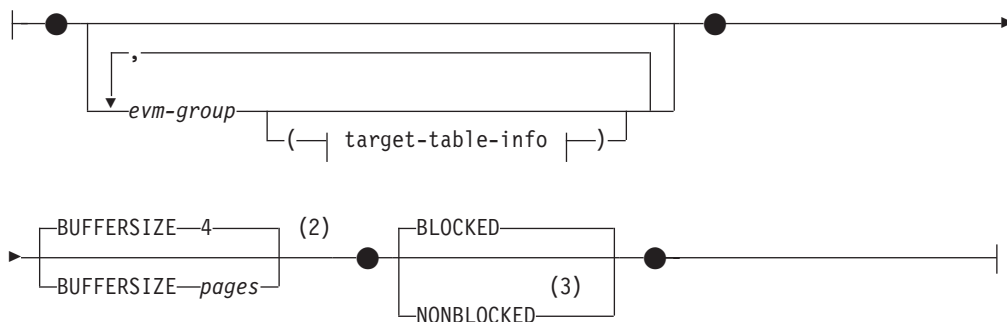 ,
evm-group
( target-table-info )
BUFFERSIZE 4 (2) BLOCKED
BUFFERSIZE pages (3)
NONBLOCKED